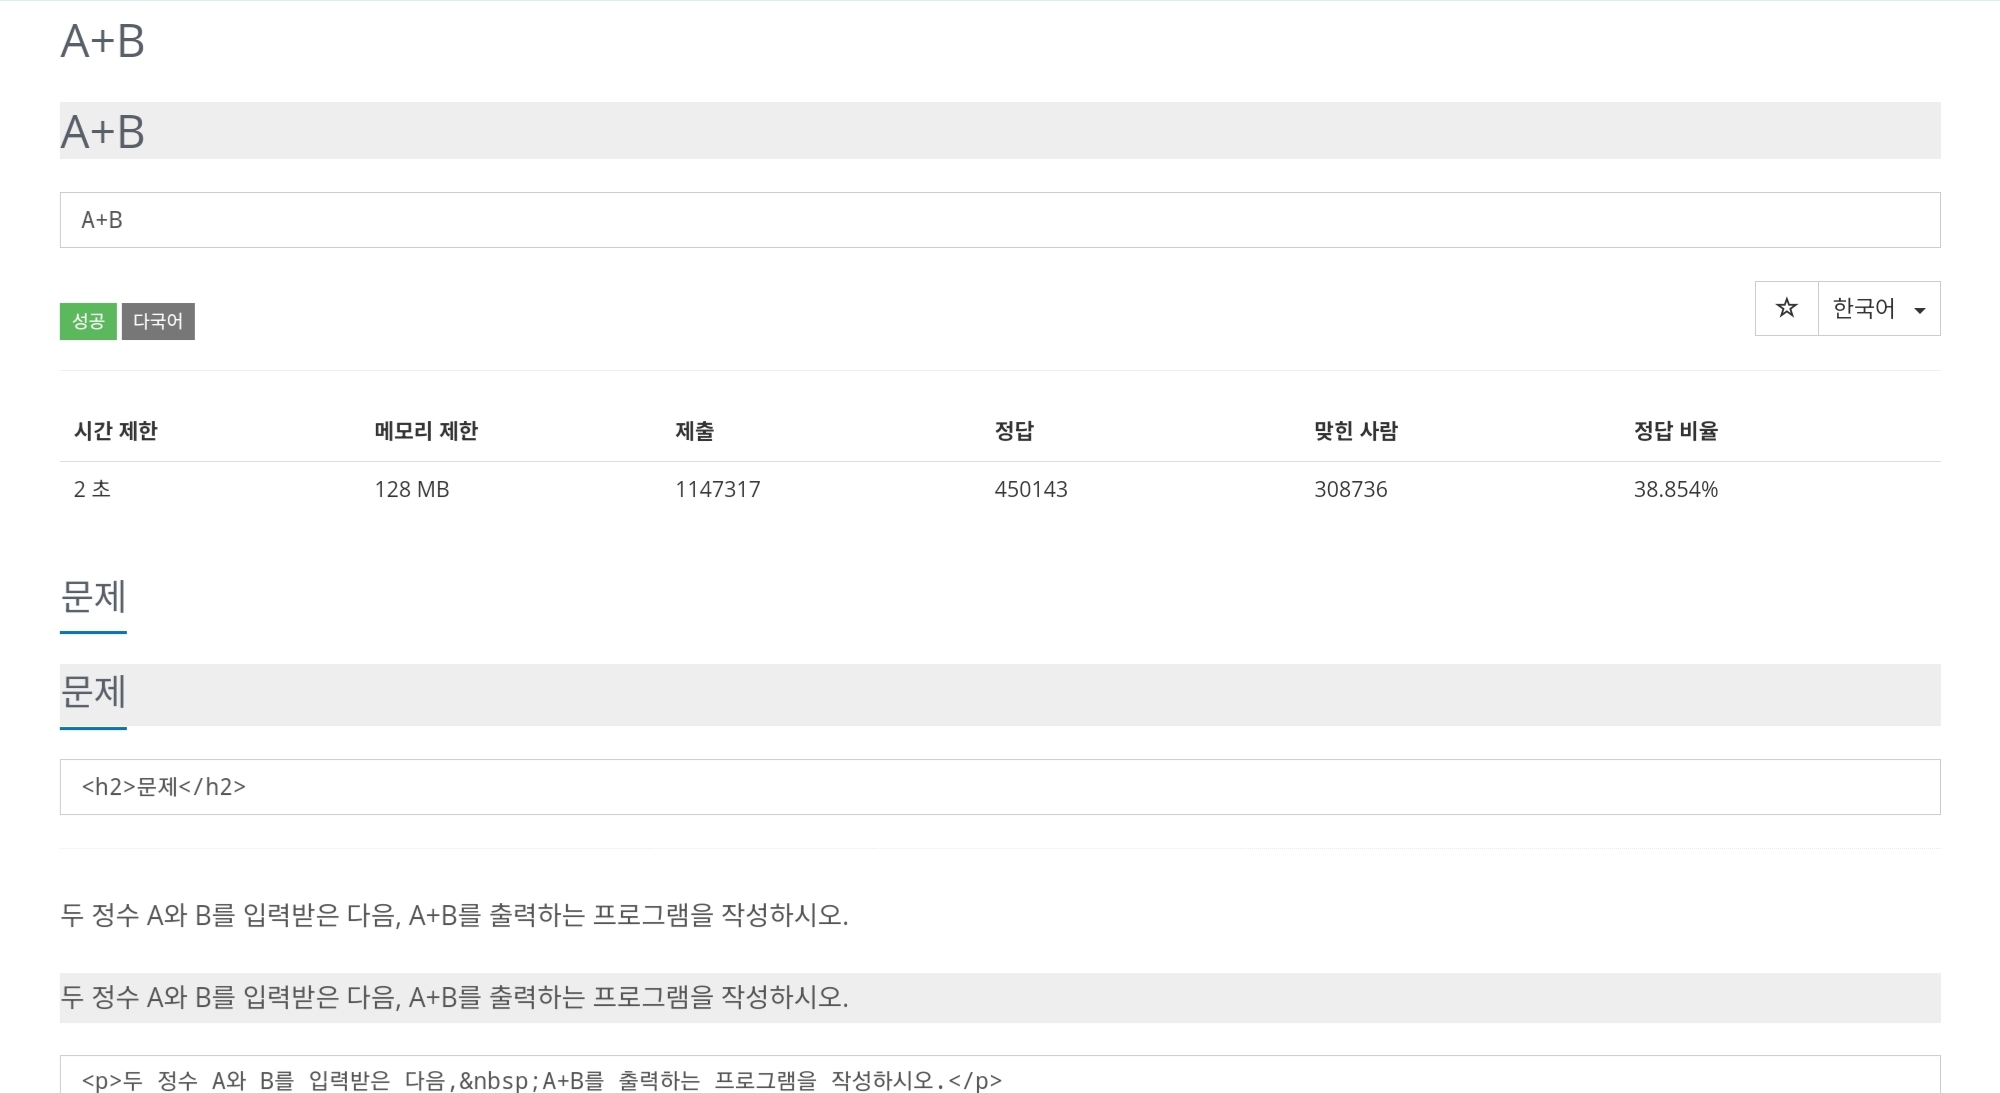 A+B
A+B
A+B
성공 다국어
☆ 한국어
시간 제한 메모리 제한 제출 정답 맞힌 사람 정답 비율
2 초 128 MB 1147317 450143 308736 38.854%
문제
문제
<h2>문제</h2>
두 정수 A와 B를 입력받은 다음, A+B를 출력하는 프로그램을 작성하시오.
두 정수 A와 B를 입력받은 다음, A+B를 출력하는 프로그램을 작성하시오.
<p>두 정수 A와 B를 입력받은 다음,&nbsp;A+B를 출력하는 프로그램을 작성하시오.</p>